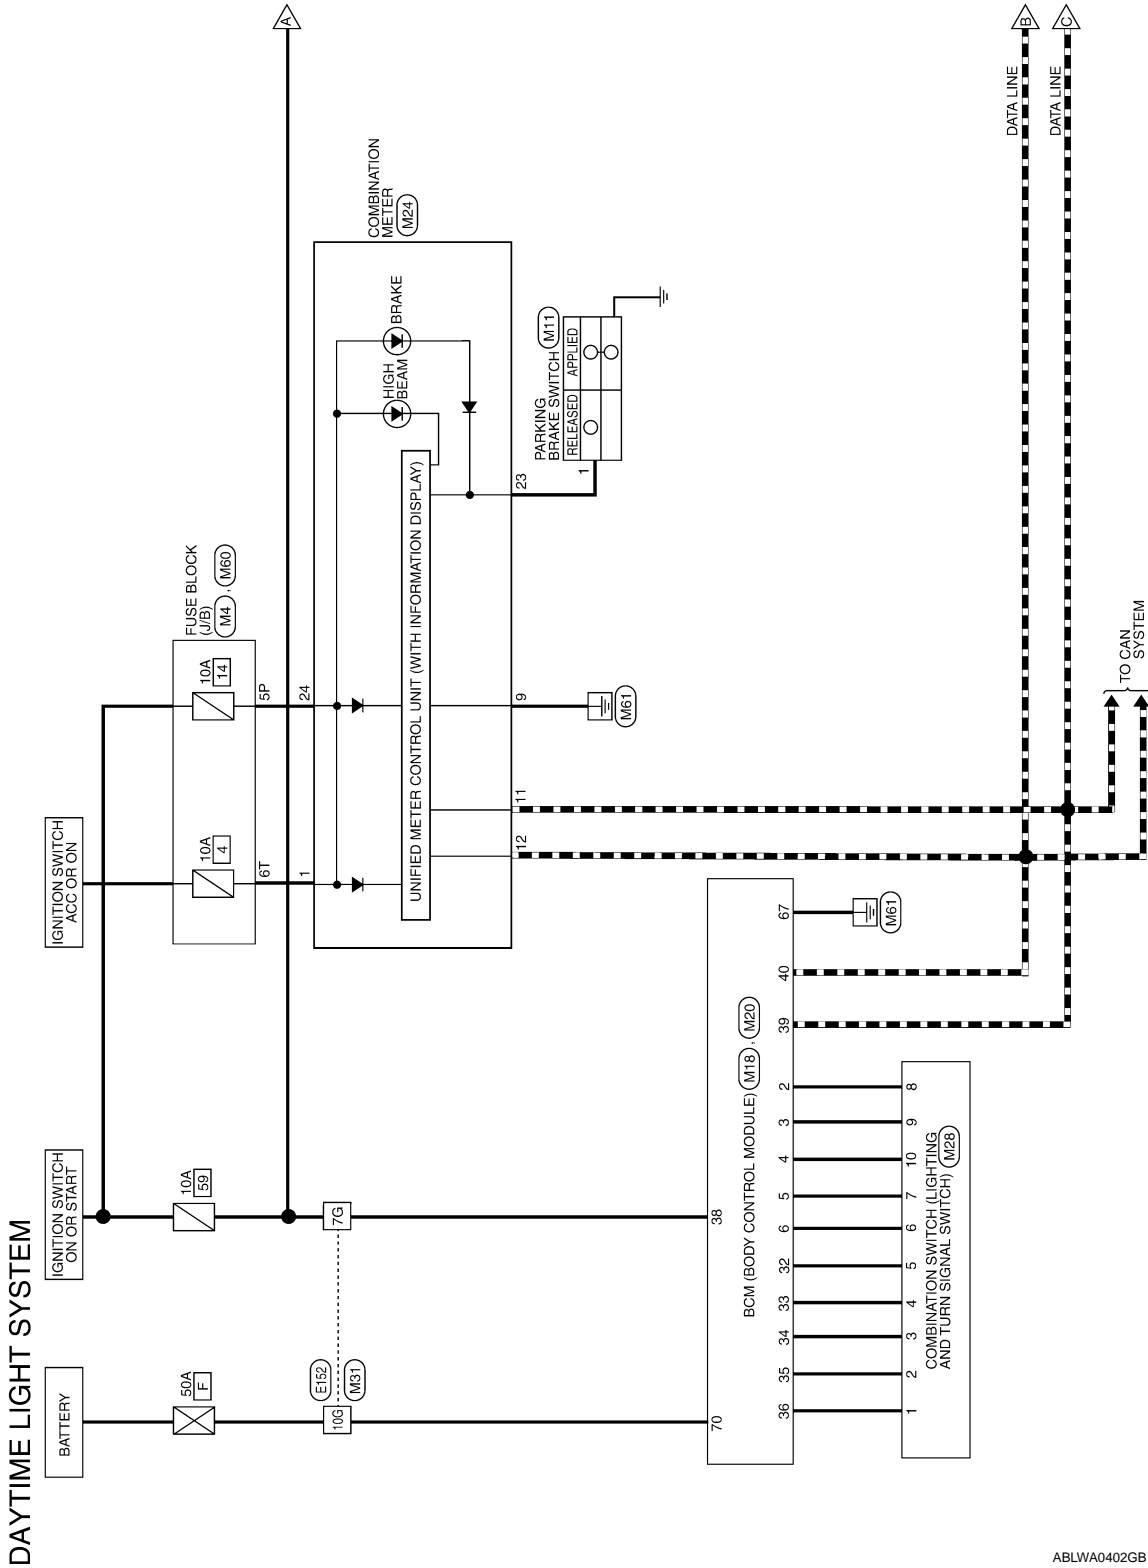 DAYTIME LIGHT SYSTEM
BATTERY
IGNITION SWITCH
ON OR START
IGNITION SWITCH
ACC OR ON
50A
F
10A
59
10A
4
10A
14
FUSE BLOCK
(J/B)
M4 , M60
6T
5P
A
10G
E152
M31
7G
1
24
COMBINATION
METER
M24
HIGH
BEAM
BRAKE
UNIFIED METER CONTROL UNIT (WITH INFORMATION DISPLAY)
12
11
9
23
M61
PARKING
BRAKE SWITCH
M11
RELEASED
APPLIED
1
70
38
BCM (BODY CONTROL MODULE) M18 , M20
36
35
34
33
32
6
5
4
3
2
39
40
67
M61
1
2
3
4
5
6
7
10
9
8
COMBINATION SWITCH (LIGHTING
AND TURN SIGNAL SWITCH)
M28
DATA LINE
B
DATA LINE
C
TO CAN
SYSTEM
ABLWA0402GB